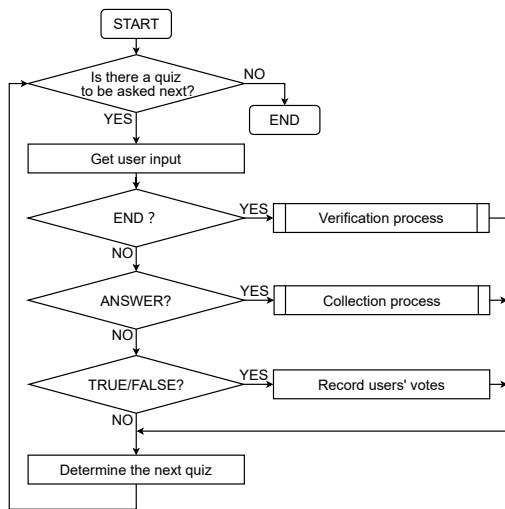 START
Is there a quiz
to be asked next?
NO
END
YES
Get user input
END ?
YES
Verification process
NO
ANSWER?
YES
Collection process
NO
TRUE/FALSE?
YES
Record users' votes
NO
Determine the next quiz